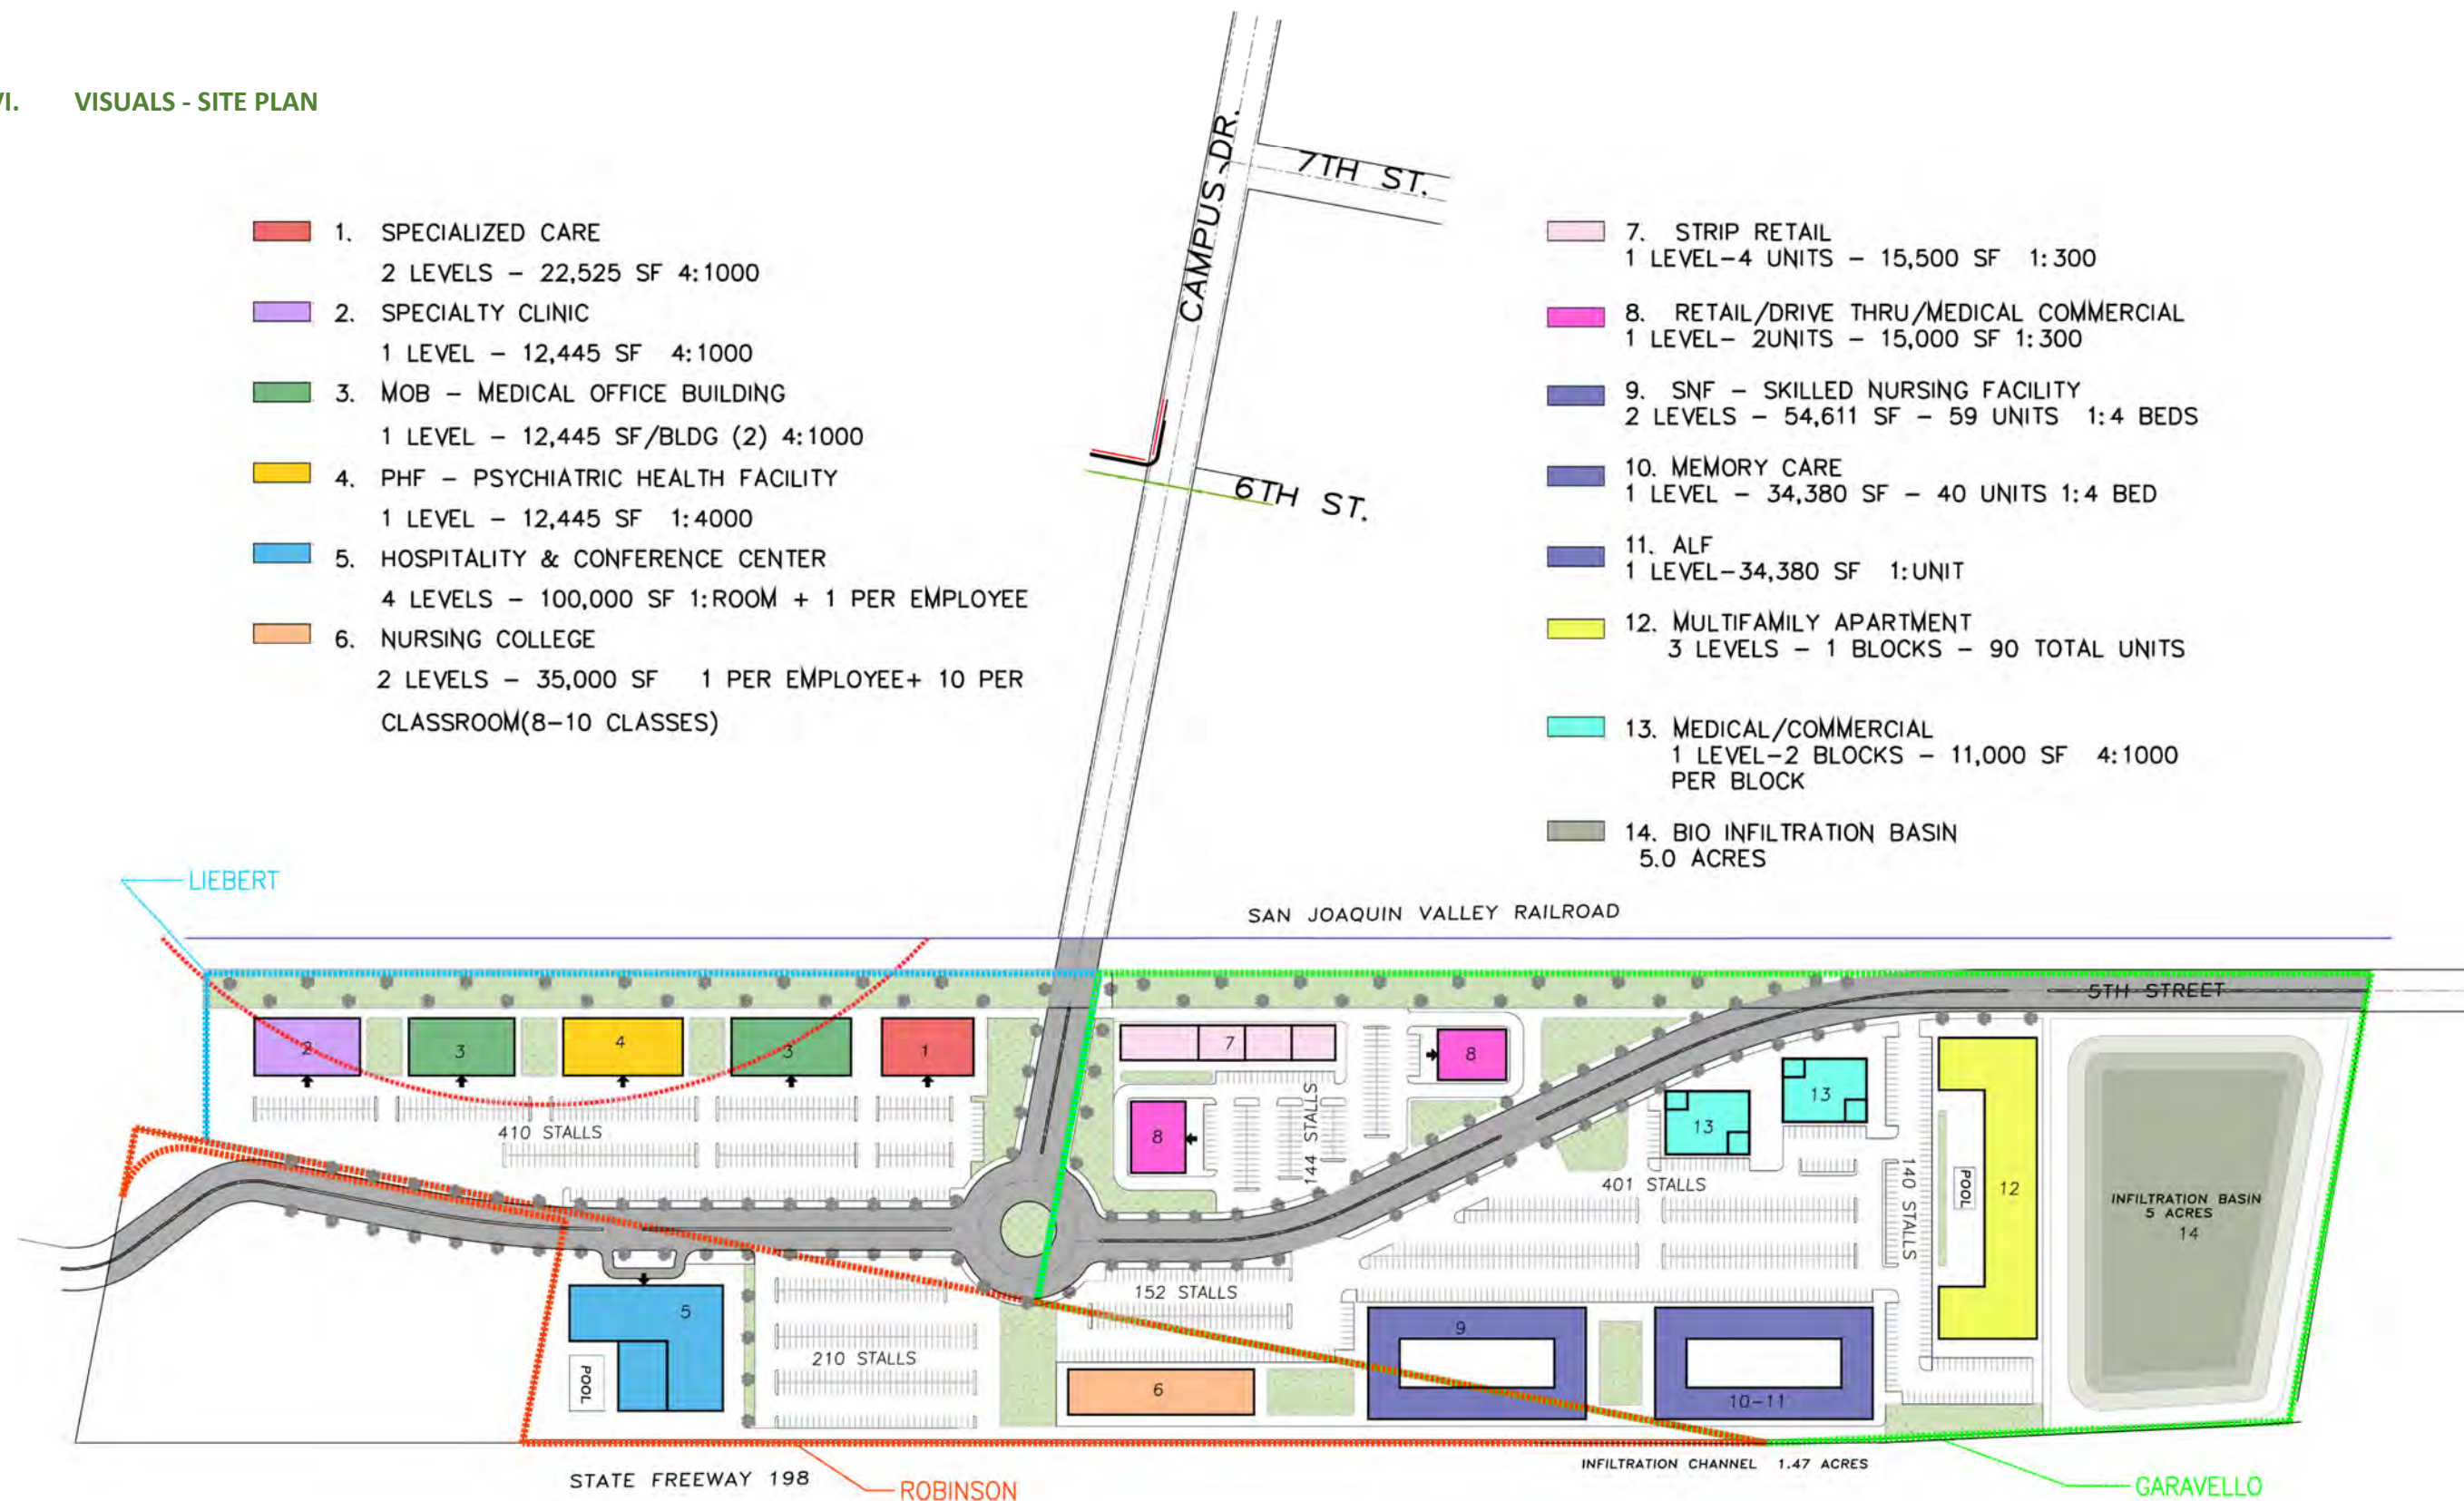 VI. VISUALS - SITE PLAN
CAMPUS DR.
7TH ST.
6TH ST.
1. SPECIALIZED CARE
2 LEVELS - 22,525 SF 4:1000
2. SPECIALTY CLINIC
1 LEVEL - 12,445 SF 4:1000
3. MOB - MEDICAL OFFICE BUILDING
1 LEVEL - 12,445 SF/BLDG (2) 4:1000
4. PHF - PSYCHIATRIC HEALTH FACILITY
1 LEVEL - 12,445 SF 1:4000
5. HOSPITALITY & CONFERENCE CENTER
4 LEVELS - 100,000 SF 1:ROOM + 1 PER EMPLOYEE
6. NURSING COLLEGE
2 LEVELS - 35,000 SF 1 PER EMPLOYEE+ 10 PER
CLASSROOM(8-10 CLASSES)
7. STRIP RETAIL
1 LEVEL-4 UNITS - 15,500 SF 1:300
8. RETAIL/DRIVE THRU/MEDICAL COMMERCIAL
1 LEVEL- 2UNITS - 15,000 SF 1:300
9. SNF - SKILLED NURSING FACILITY
2 LEVELS - 54,611 SF - 59 UNITS 1:4 BEDS
10. MEMORY CARE
1 LEVEL - 34,380 SF - 40 UNITS 1:4 BED
11. ALF
1 LEVEL-34,380 SF 1:UNIT
12. MULTIFAMILY APARTMENT
3 LEVELS - 1 BLOCKS - 90 TOTAL UNITS
13. MEDICAL/COMMERCIAL
1 LEVEL-2 BLOCKS - 11,000 SF 4:1000
PER BLOCK
14. BIO INFILTRATION BASIN
5.0 ACRES
LIEBERT
SAN JOAQUIN VALLEY RAILROAD
5TH STREET
2
3
4
3
1
7
8
8
13
13
410 STALLS
144 STALLS
401 STALLS
140 STALLS
POOL
12
INFILTRATION BASIN
5 ACRES
14
152 STALLS
5
POOL
210 STALLS
6
9
10-11
STATE FREEWAY 198
ROBINSON
INFILTRATION CHANNEL 1.47 ACRES
GARAVELLO